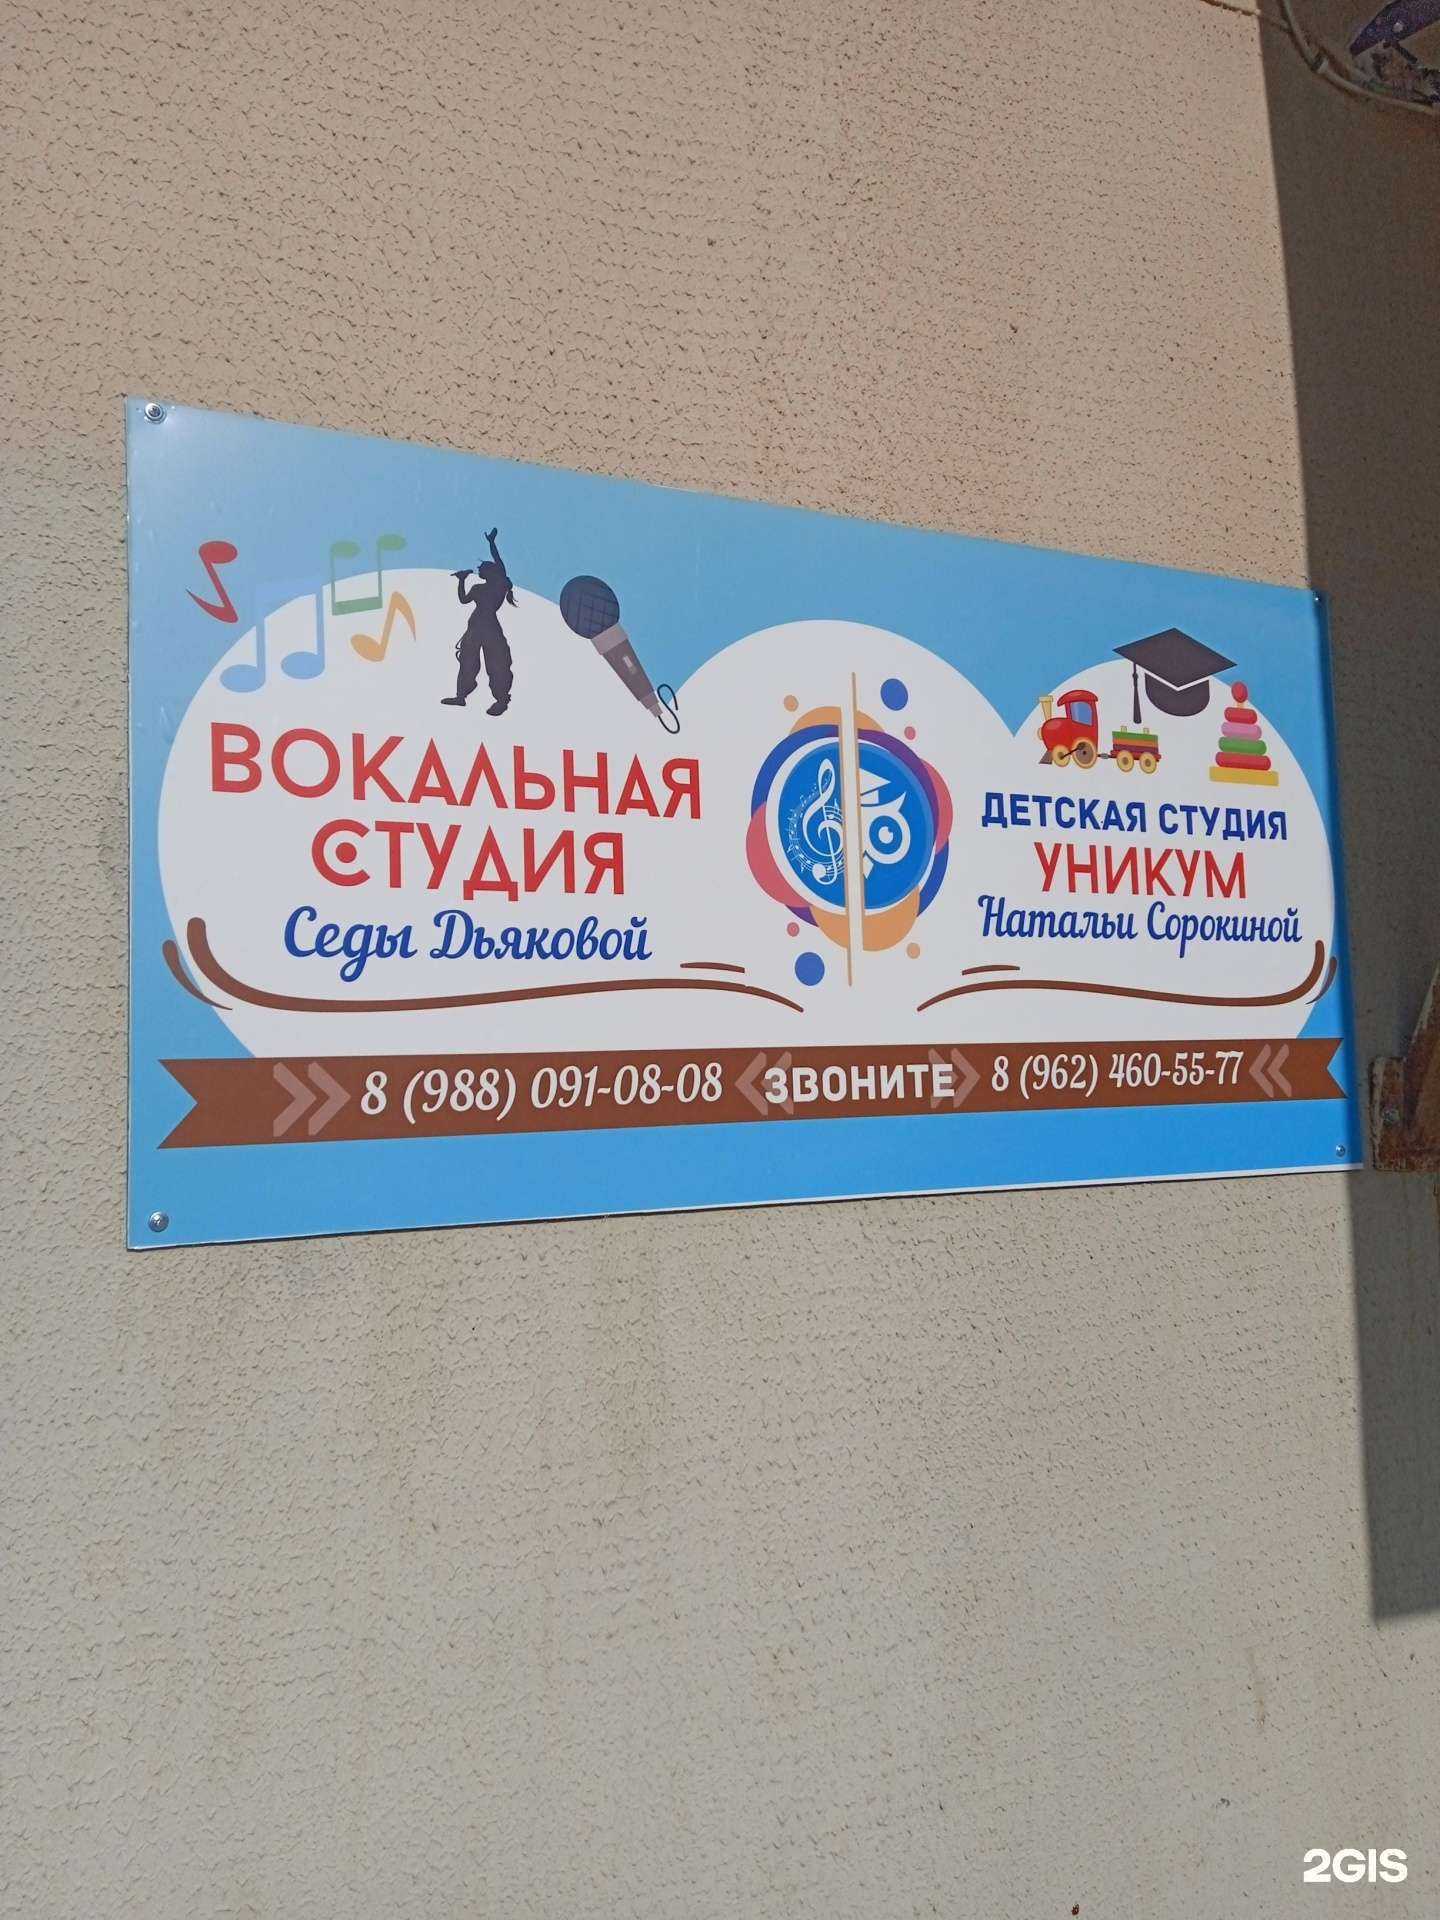 ВОКАЛЬНАЯ
СТУДИЯ
Седы Дьяковой
ДЕТСКАЯ СТУДИЯ
УНИКУМ
Натальи Сорокиной
8 (988) 091-08-08 ЗВОНИТЕ 8 (962) 460-55-77
2GIS